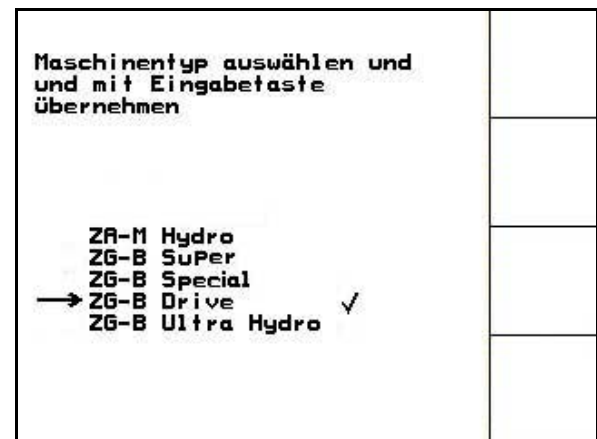 Maschinentyp auswählen und
und mit Eingabetaste
übernehmen
ZA-M Hydro
ZG-B SuPer
ZG-B Special
→ ZG-B Drive ✓
ZG-B Ultra Hydro